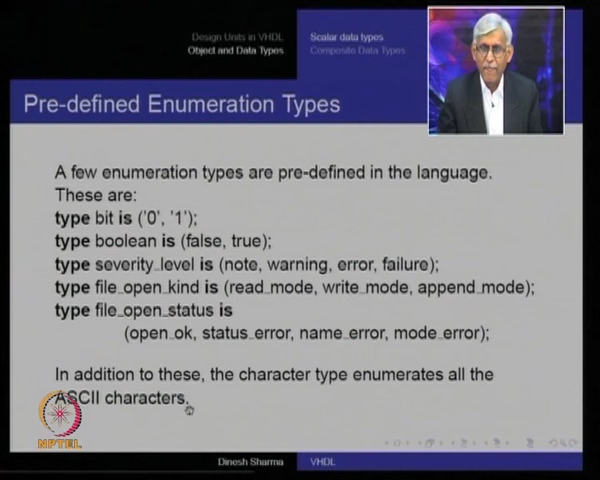 Design Units in VHDL
Object and Data Types
Scalar data types
Composite Data Types
Pre-defined Enumeration Types
A few enumeration types are pre-defined in the language.
These are:
type bit is ('0', '1');
type boolean is (false, true);
type severity_level is (note, warning, error, failure);
type file_open_kind is (read_mode, write_mode, append_mode);
type file_open_status is
(open_ok, status_error, name_error, mode_error);
In addition to these, the character type enumerates all the
ASCII characters.
NPTEL
Dinesh Sharma
VHDL